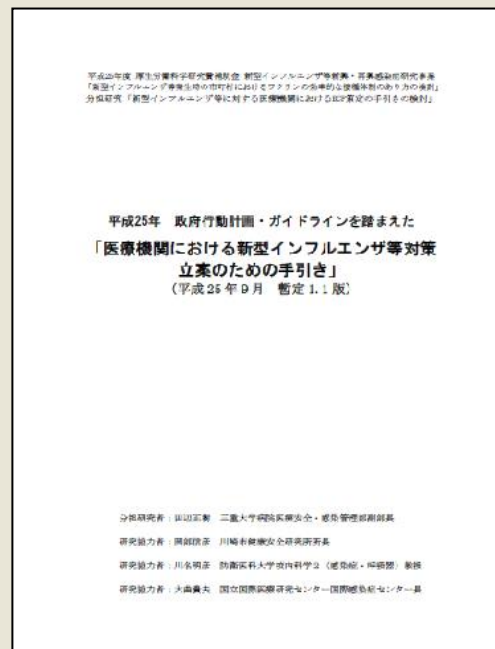 平成25年度 厚生労働科学研究費補助金 新型インフルエンザ等新興・再興感染症研究事業
「新型インフルエンザ等発生時の市町村におけるワクチンの効率的な接種体制のあり方の検討」
分担研究「新型インフルエンザ等に対する医療機関におけるBCP策定の手引きの検討」
平成25年 政府行動計画・ガイドラインを踏まえた
「医療機関における新型インフルエンザ等対策
立案のための手引き」
(平成25年9月 暫定1.1版)
分担研究者:田辺正樹 三重大学病院医療安全・感染管理部副部長
研究協力者:岡部信彦 川崎市健康安全研究所所長
研究協力者:川名明彦 防衛医科大学校内科学2(感染症・呼吸器)教授
研究協力者:大曲貴夫 国立国際医療研究センター国際感染症センター長